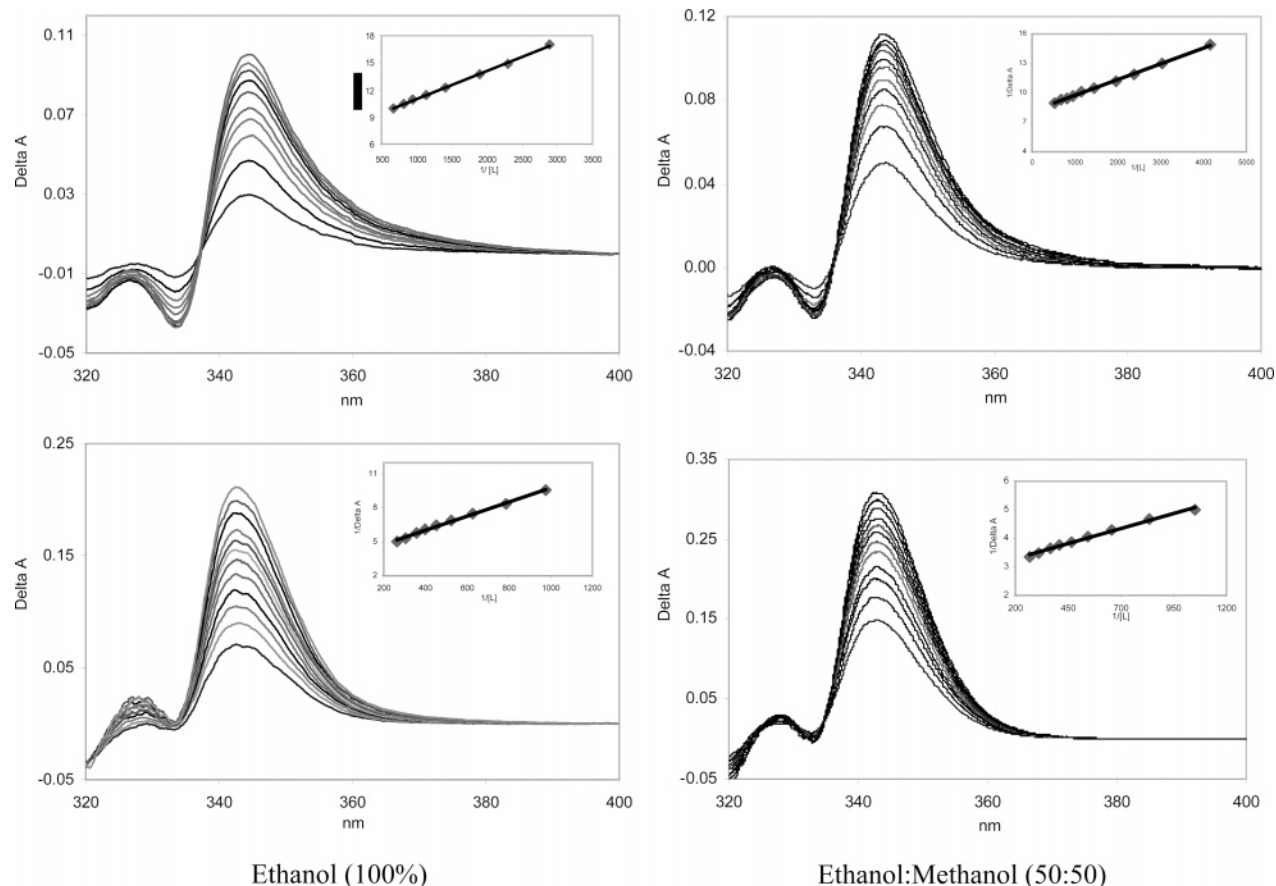 0.11
0.07
Delta A
0.03
-0.01
-0.05
320 340 360 380 400
nm
18
15
12
9
6
500 1000 1500 2000 2500 3000 3500
1/ [L]
0.12
0.08
Delta A
0.04
0.00
-0.04
320 340 360 380 400
nm
16
13
1/Delta A
10
7
4
0 1000 2000 3000 4000 5000
1/[L]
0.25
0.15
Delta A
0.05
-0.05
320 340 360 380 400
nm
11
8
1/Delta A
5
2
200 400 600 800 1000 1200
1/[L]
0.35
0.25
Delta A
0.15
0.05
-0.05
320 340 360 380 400
nm
6
5
1/Delta A
4
3
2
200 450 700 950 1200
1/[L]
Ethanol (100%) Ethanol:Methanol (50:50)